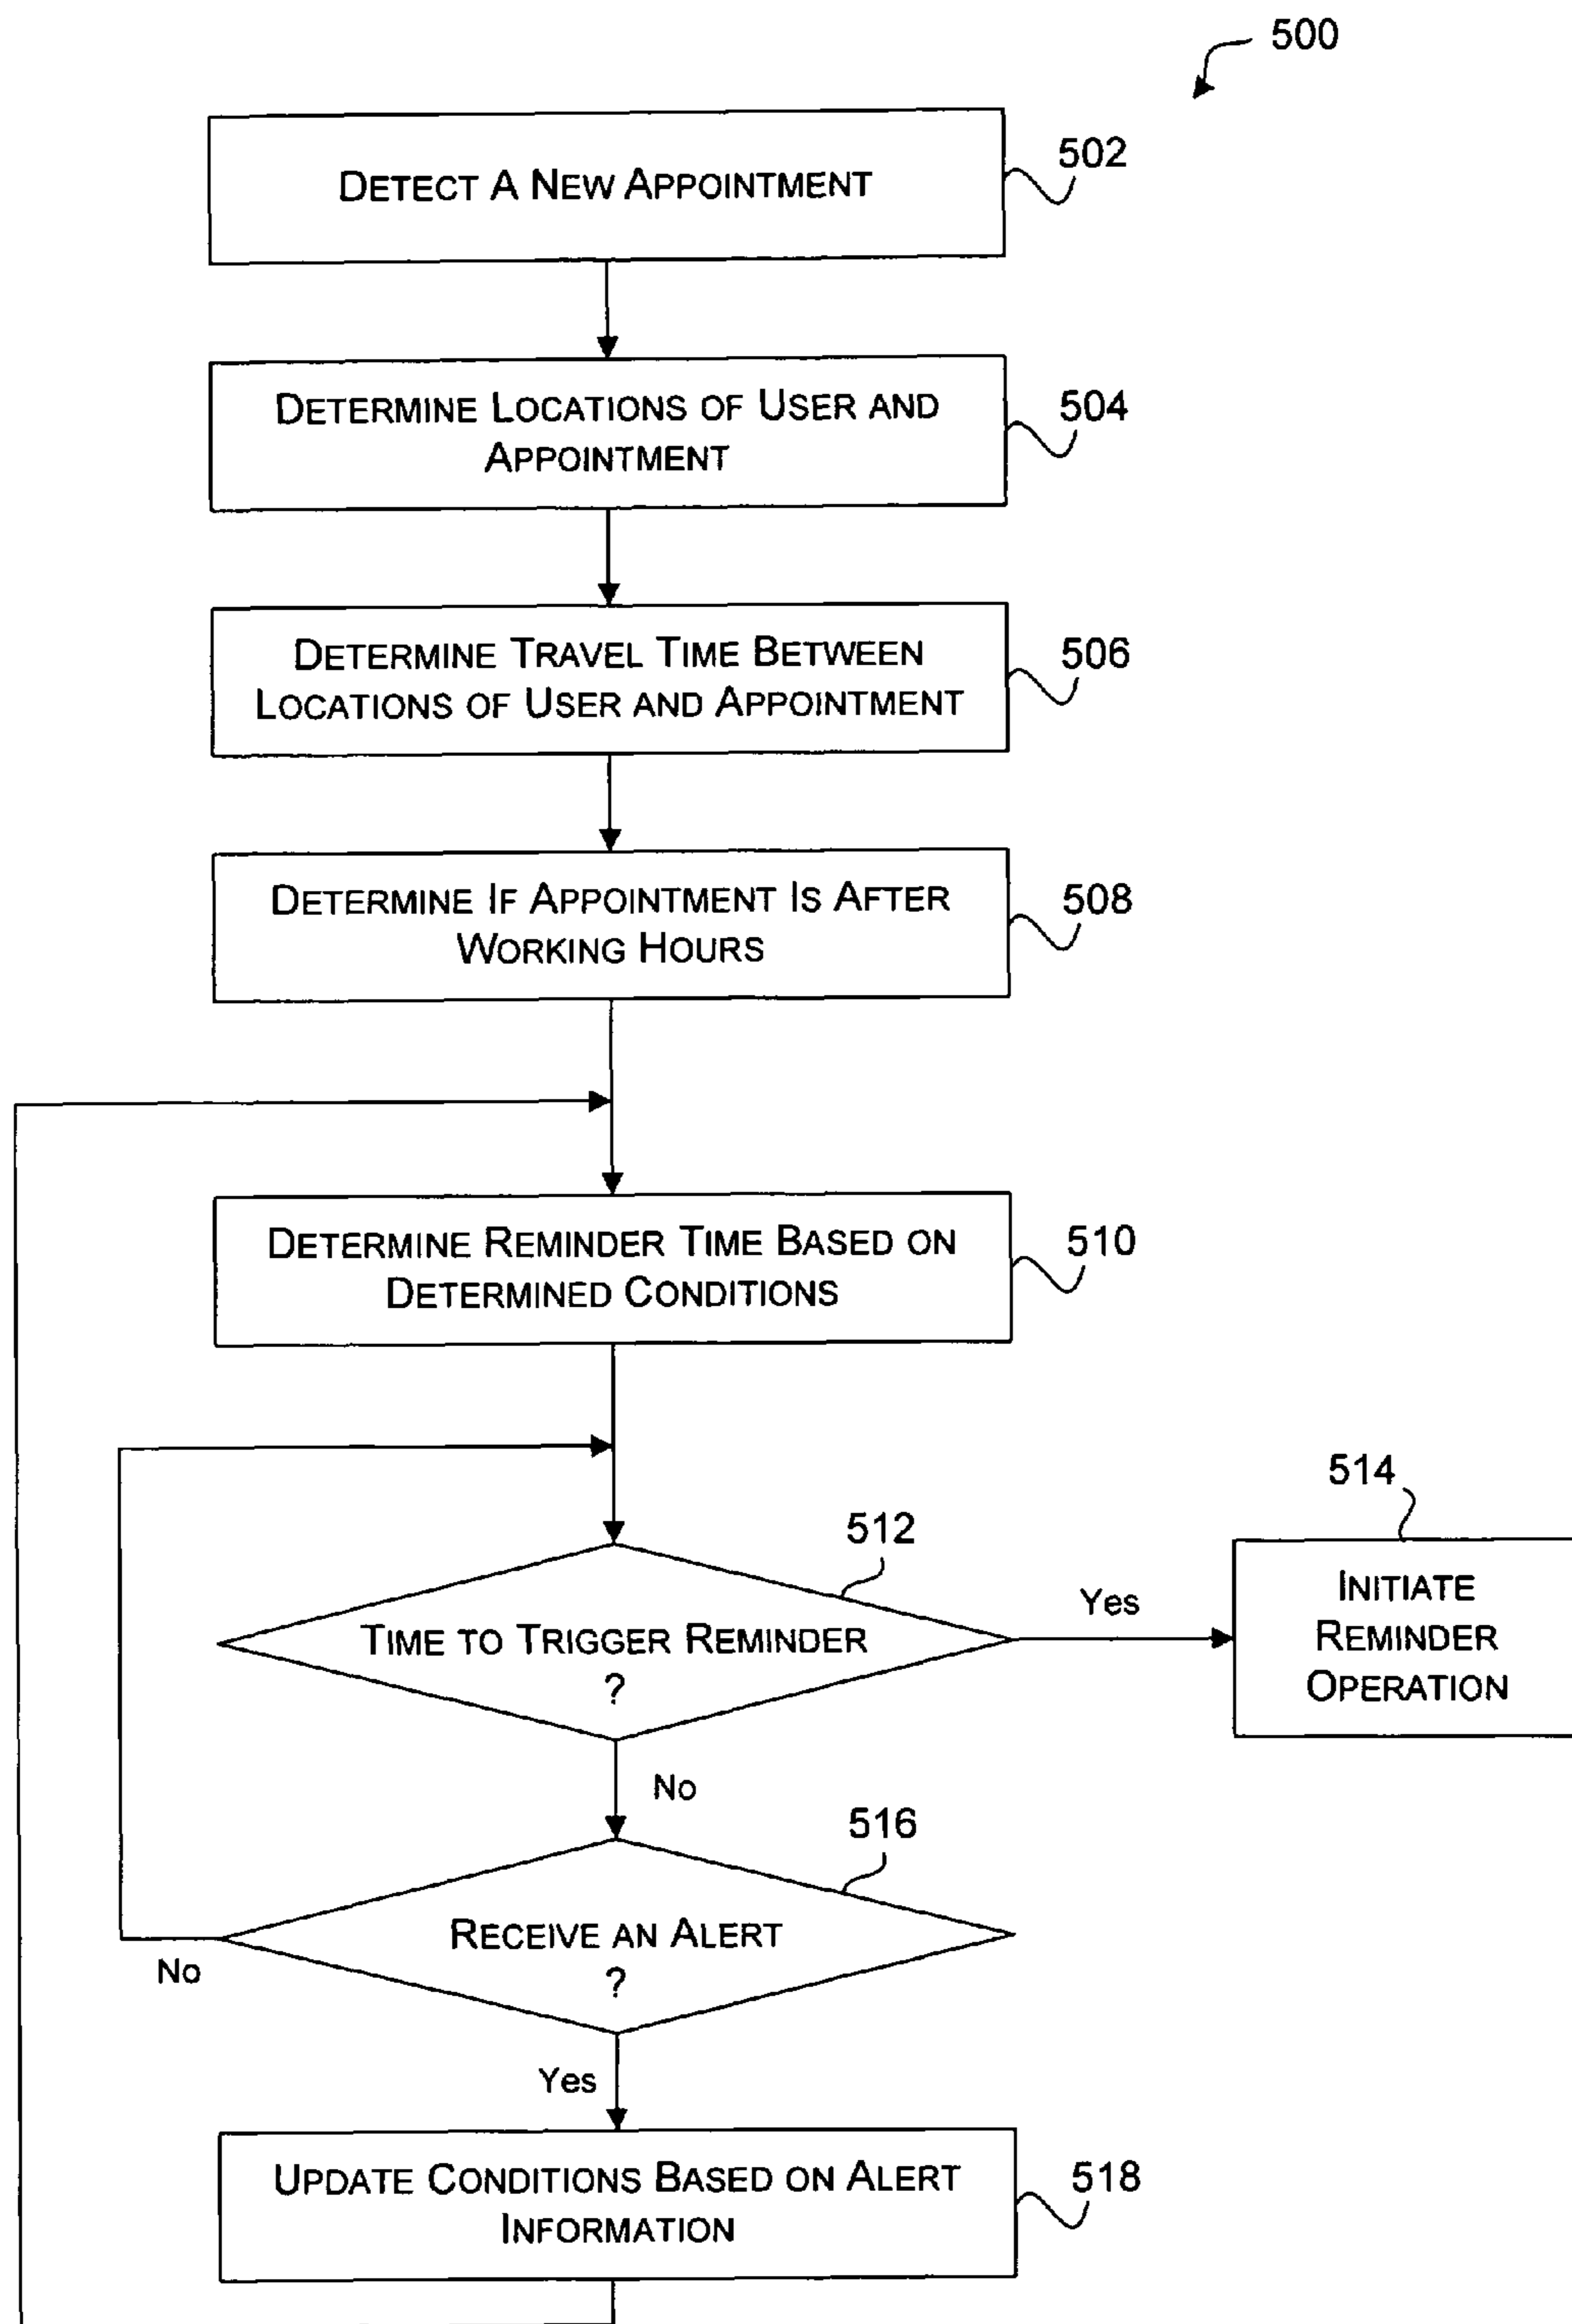 500
DETECT A NEW APPOINTMENT
502
DETERMINE LOCATIONS OF USER AND
APPOINTMENT
504
DETERMINE TRAVEL TIME BETWEEN
LOCATIONS OF USER AND APPOINTMENT
506
DETERMINE IF APPOINTMENT IS AFTER
WORKING HOURS
508
DETERMINE REMINDER TIME BASED ON
DETERMINED CONDITIONS
510
512
TIME TO TRIGGER REMINDER
?
Yes
514
INITIATE
REMINDER
OPERATION
No
516
RECEIVE AN ALERT
?
No
Yes
UPDATE CONDITIONS BASED ON ALERT
INFORMATION
518